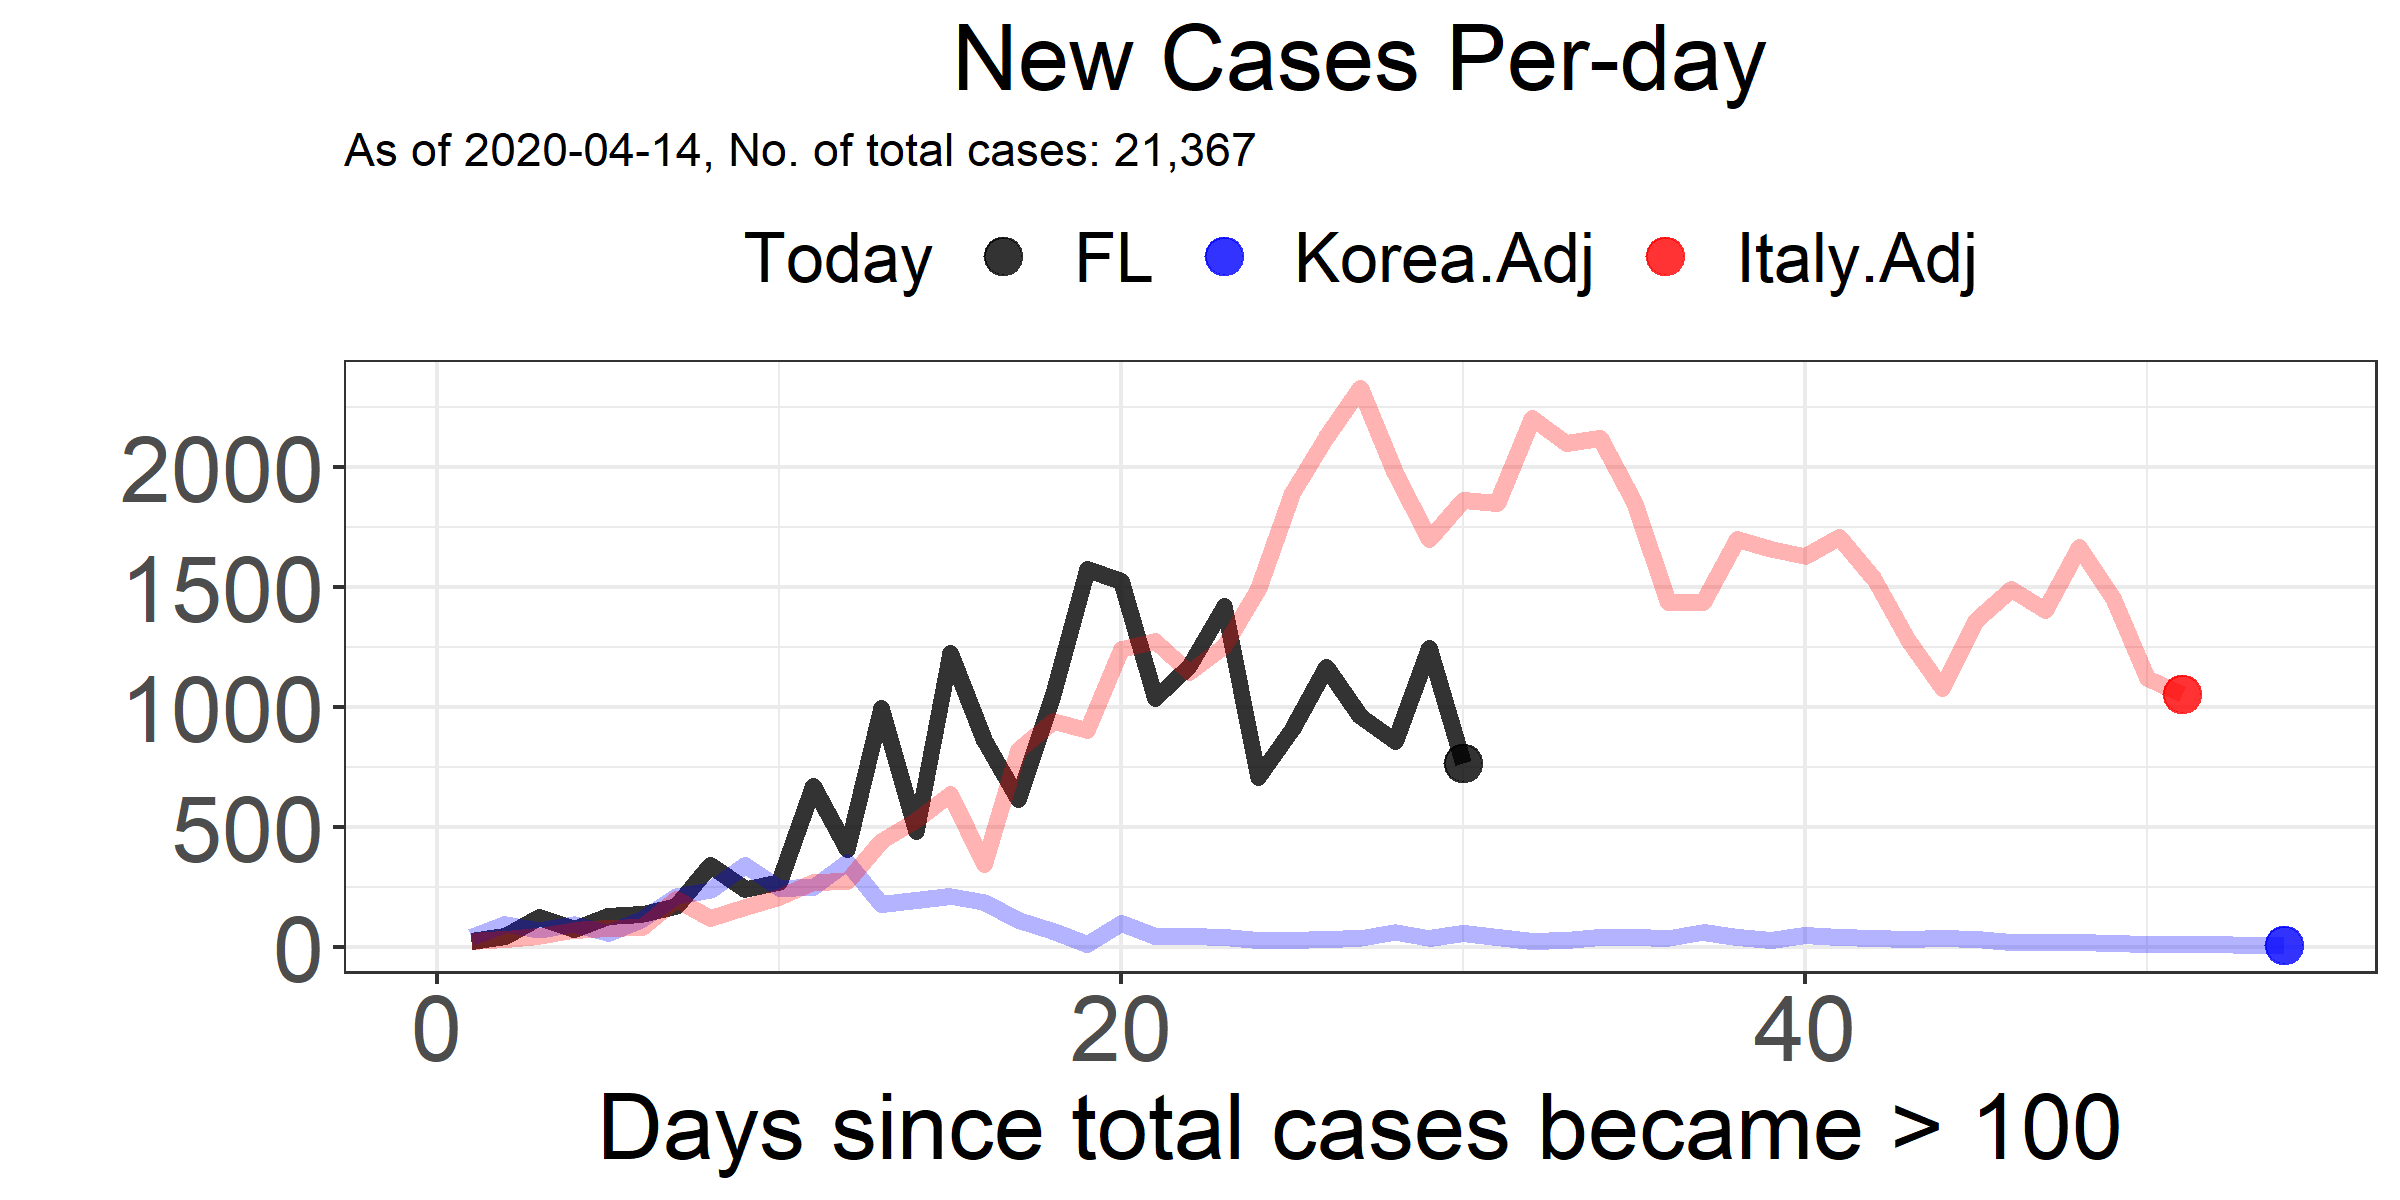 New Cases Per-day
As of 2020-04-14, No. of total cases: 21,367
Today FL Korea.Adj Italy.Adj
2000
1500
1000
500
0
0 20 40
Days since total cases became > 100